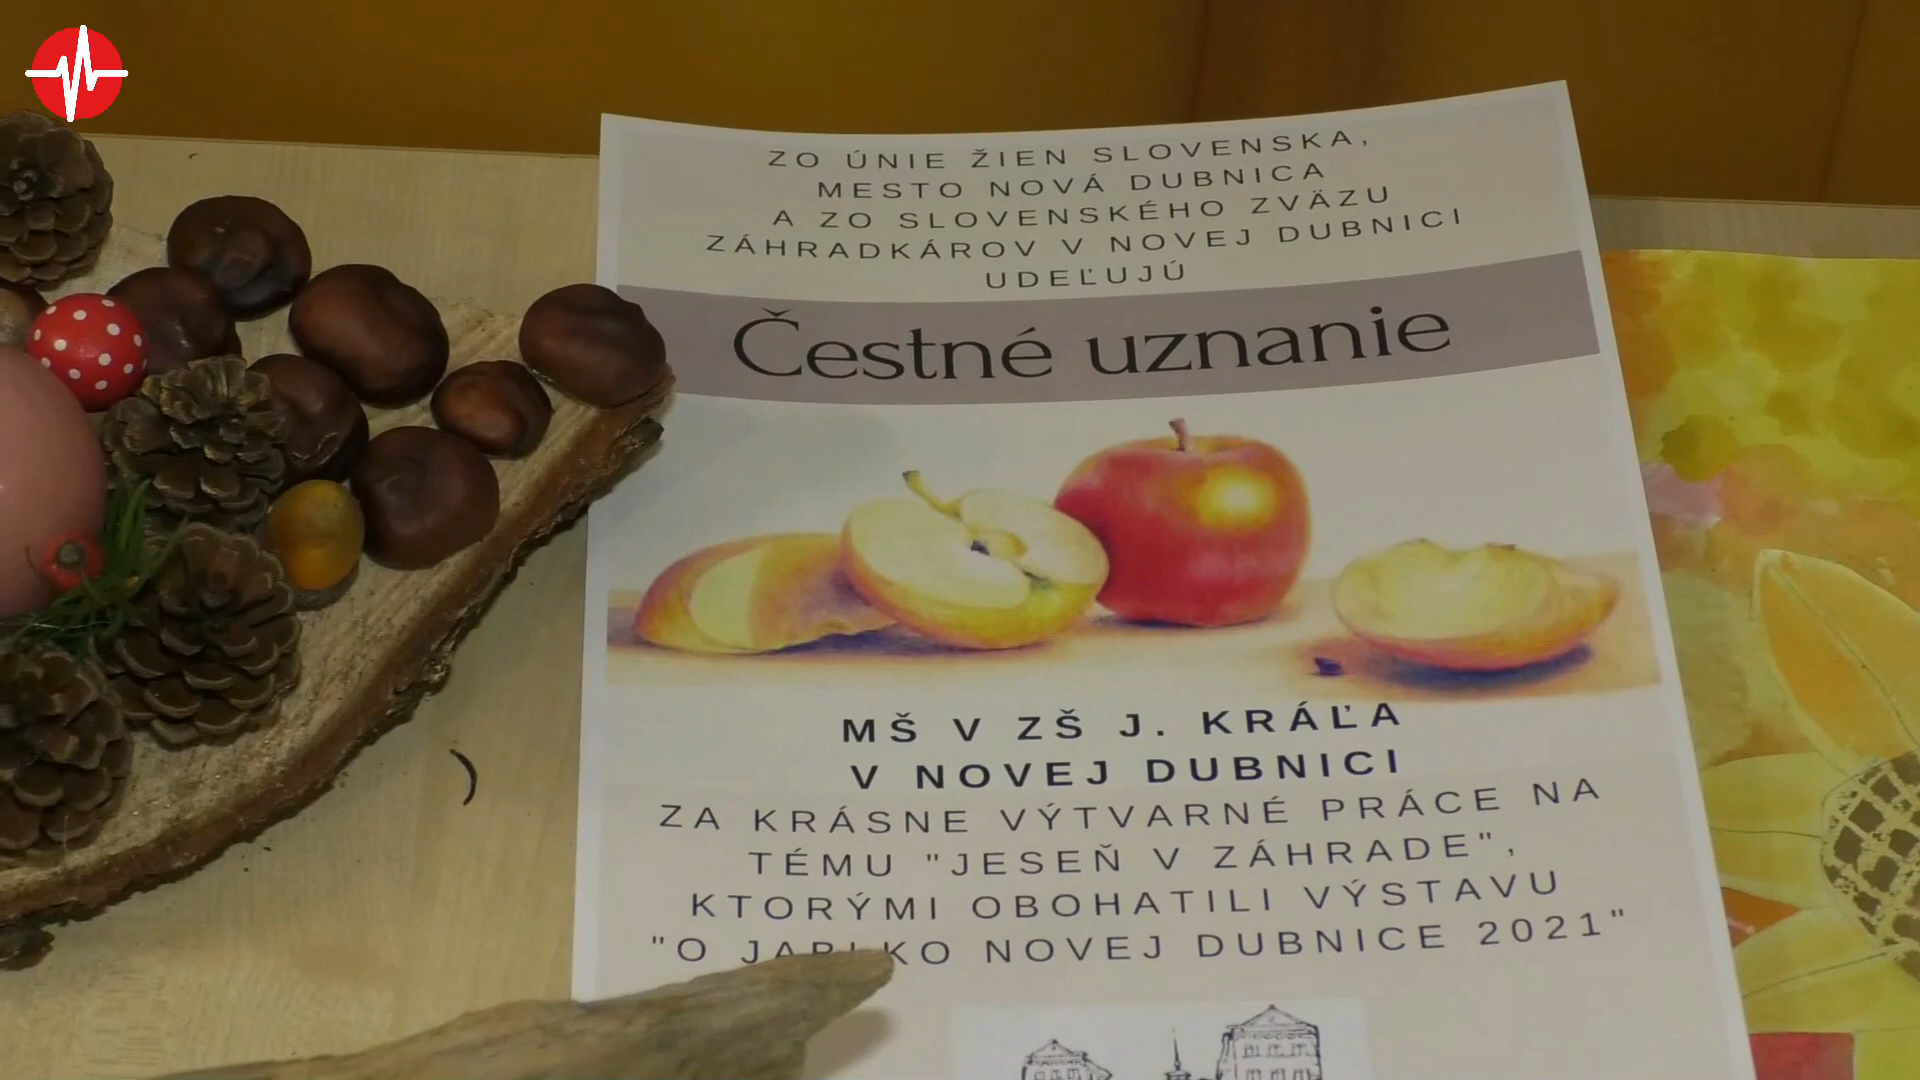 ZO ÚNIE ŽIEN SLOVENSKA,
MESTO NOVÁ DUBNICA
A ZO SLOVENSKÉHO ZVÄZU
ZÁHRADKÁROV V NOVEJ DUBNICI
UDEĽUJÚ
Čestné uznanie
MŠ V ZŠ J. KRÁĽA
V NOVEJ DUBNICI
ZA KRÁSNE VÝTVARNÉ PRÁCE NA
TÉMU "JESEŇ V ZÁHRADE",
KTORÝMI OBOHATILI VÝSTAVU
"O JABLKO NOVEJ DUBNICE 2021"